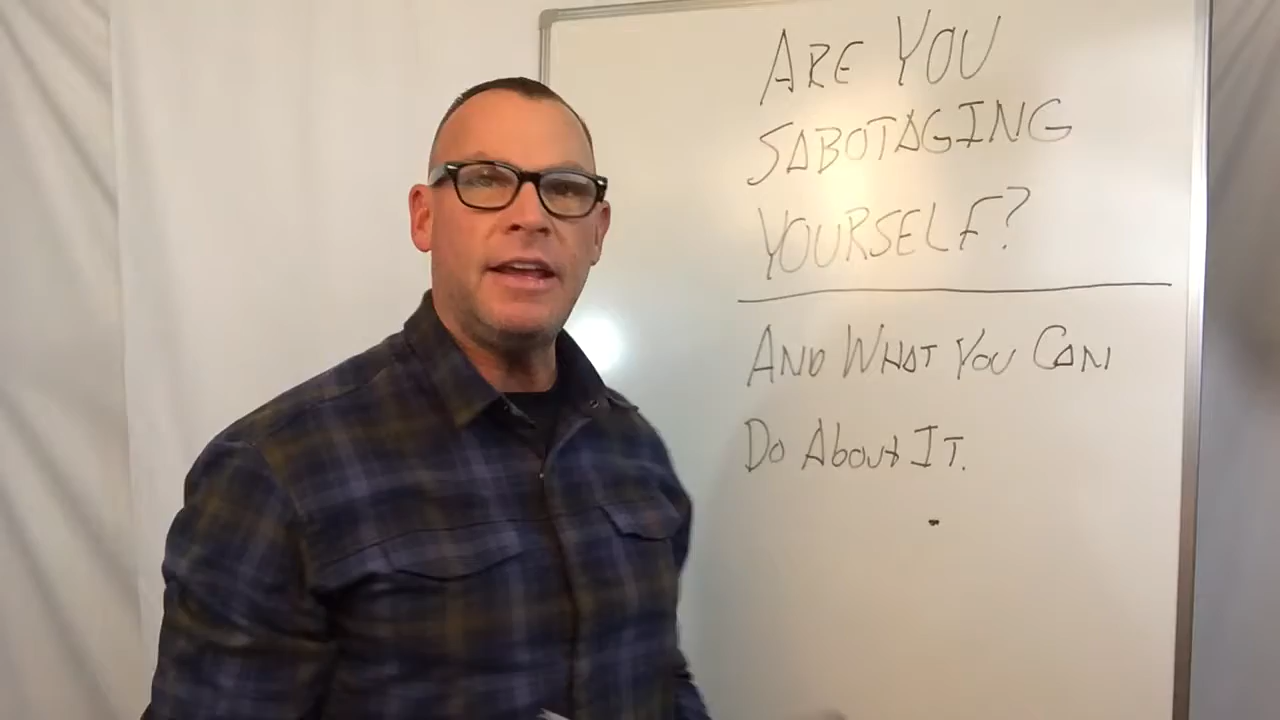 ARE YOU
SABOTAGING
YOURSELF?
AND WHAT YOU CAN
DO AbouT IT.